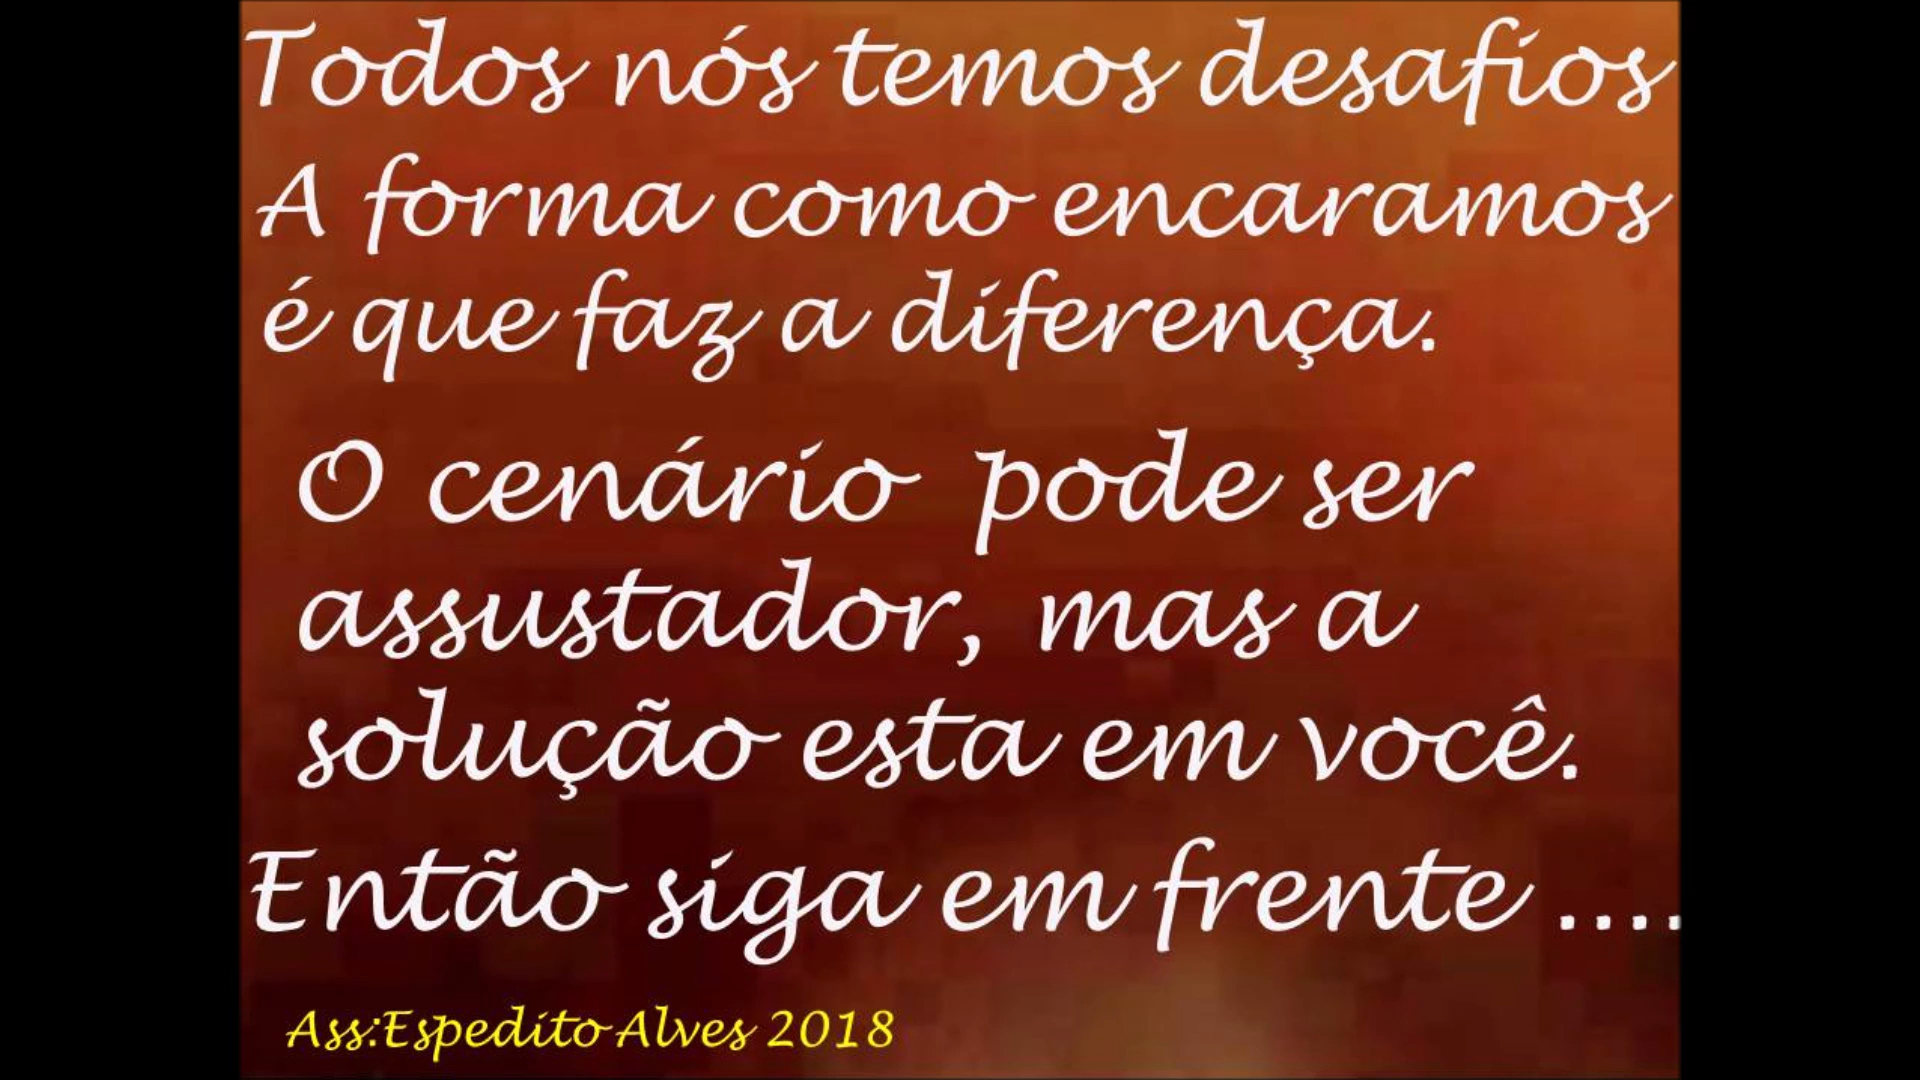 Todos nós temos desafios
A forma como encaramos
é que faz a diferença.
O cenário pode ser
assustador, mas a
solução esta em você.
Então siga em frente ....
Ass:Espedito Alves 2018